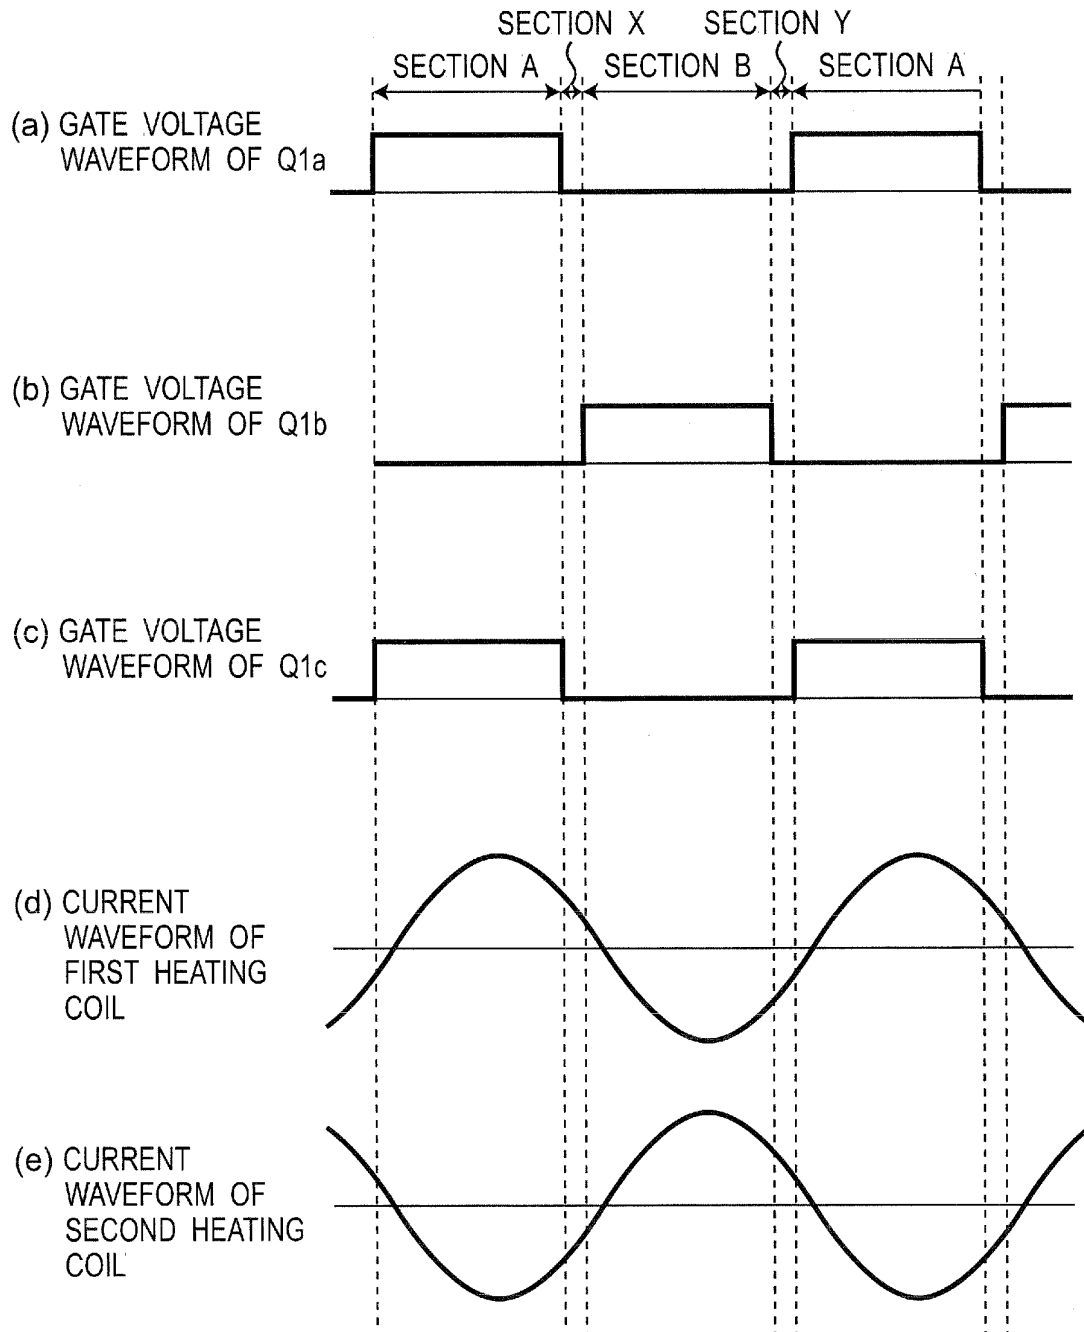 SECTION X
SECTION Y
SECTION A
SECTION B
SECTION A
(a) GATE VOLTAGE
WAVEFORM OF Q1a
(b) GATE VOLTAGE
WAVEFORM OF Q1b
(c) GATE VOLTAGE
WAVEFORM OF Q1c
(d) CURRENT
WAVEFORM OF
FIRST HEATING
COIL
(e) CURRENT
WAVEFORM OF
SECOND HEATING
COIL